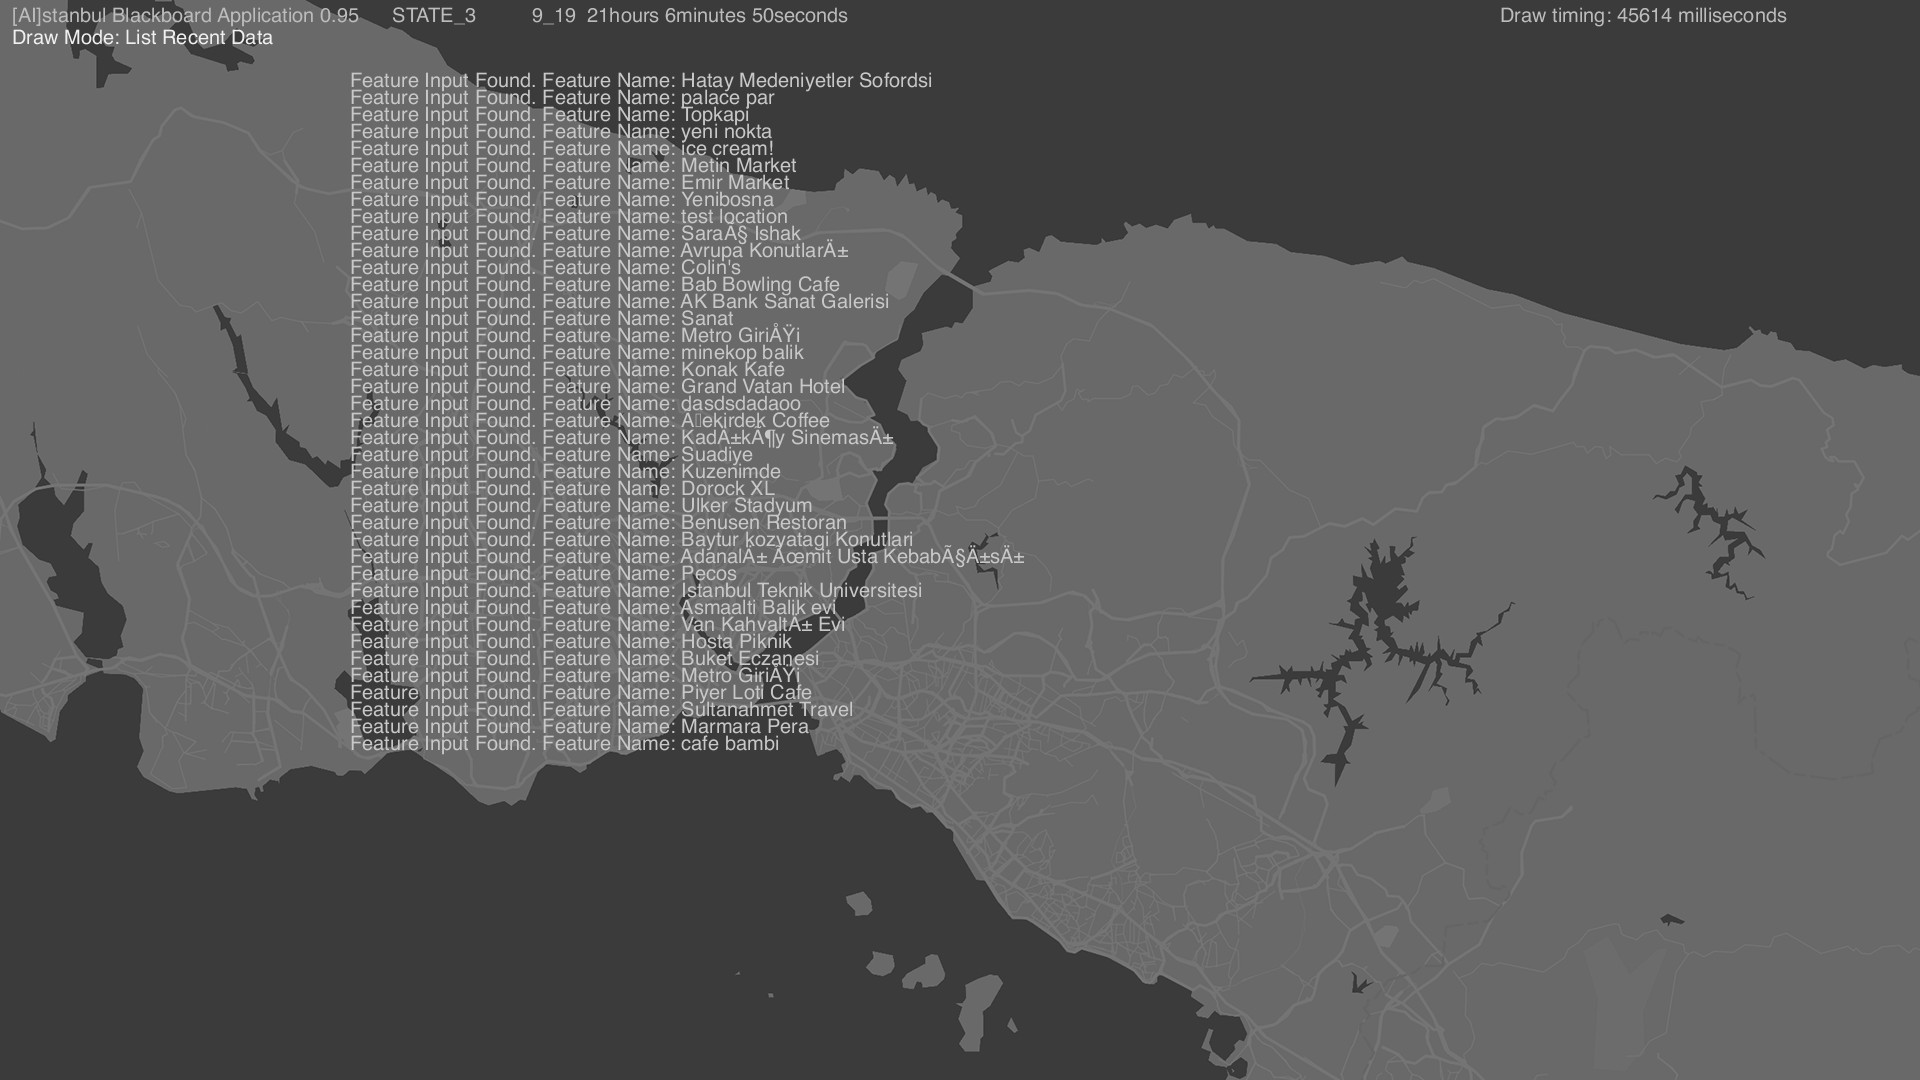 [AI]stanbul Blackboard Application 0.95 STATE_3 9_19 21hours 6minutes 50seconds Draw timing: 45614 milliseconds
Draw Mode: List Recent Data
Feature Input Found. Feature Name: Hatay Medeniyetler Sofordsi
Feature Input Found. Feature Name: palace par
Feature Input Found. Feature Name: Topkapi
Feature Input Found. Feature Name: yeni nokta
Feature Input Found. Feature Name: ice cream!
Feature Input Found. Feature Name: Metin Market
Feature Input Found. Feature Name: Emir Market
Feature Input Found. Feature Name: Yenibosna
Feature Input Found. Feature Name: test location
Feature Input Found. Feature Name: SaraÃ§ Ishak
Feature Input Found. Feature Name: Avrupa KonutlarÄ±
Feature Input Found. Feature Name: Colin's
Feature Input Found. Feature Name: Bab Bowling Cafe
Feature Input Found. Feature Name: AK Bank Sanat Galerisi
Feature Input Found. Feature Name: Sanat
Feature Input Found. Feature Name: Metro GiriÅŸi
Feature Input Found. Feature Name: minekop balik
Feature Input Found. Feature Name: Konak Kafe
Feature Input Found. Feature Name: Grand Vatan Hotel
Feature Input Found. Feature Name: dasdsdadaoo
Feature Input Found. Feature Name: Ã▯ekirdek Coffee
Feature Input Found. Feature Name: KadÄ±kÃ¶y SinemasÄ±
Feature Input Found. Feature Name: Suadiye
Feature Input Found. Feature Name: Kuzenimde
Feature Input Found. Feature Name: Dorock XL
Feature Input Found. Feature Name: Ulker Stadyum
Feature Input Found. Feature Name: Benusen Restoran
Feature Input Found. Feature Name: Baytur kozyatagi Konutlari
Feature Input Found. Feature Name: AdanalÄ± Ãœmit Usta KebabÃ§Ä±sÄ±
Feature Input Found. Feature Name: Pecos
Feature Input Found. Feature Name: Istanbul Teknik Universitesi
Feature Input Found. Feature Name: Asmaalti Balik evi
Feature Input Found. Feature Name: Van KahvaltÄ± Evi
Feature Input Found. Feature Name: Hosta Piknik
Feature Input Found. Feature Name: Buket Eczanesi
Feature Input Found. Feature Name: Metro GiriÅŸi
Feature Input Found. Feature Name: Piyer Loti Cafe
Feature Input Found. Feature Name: Sultanahmet Travel
Feature Input Found. Feature Name: Marmara Pera
Feature Input Found. Feature Name: cafe bambi